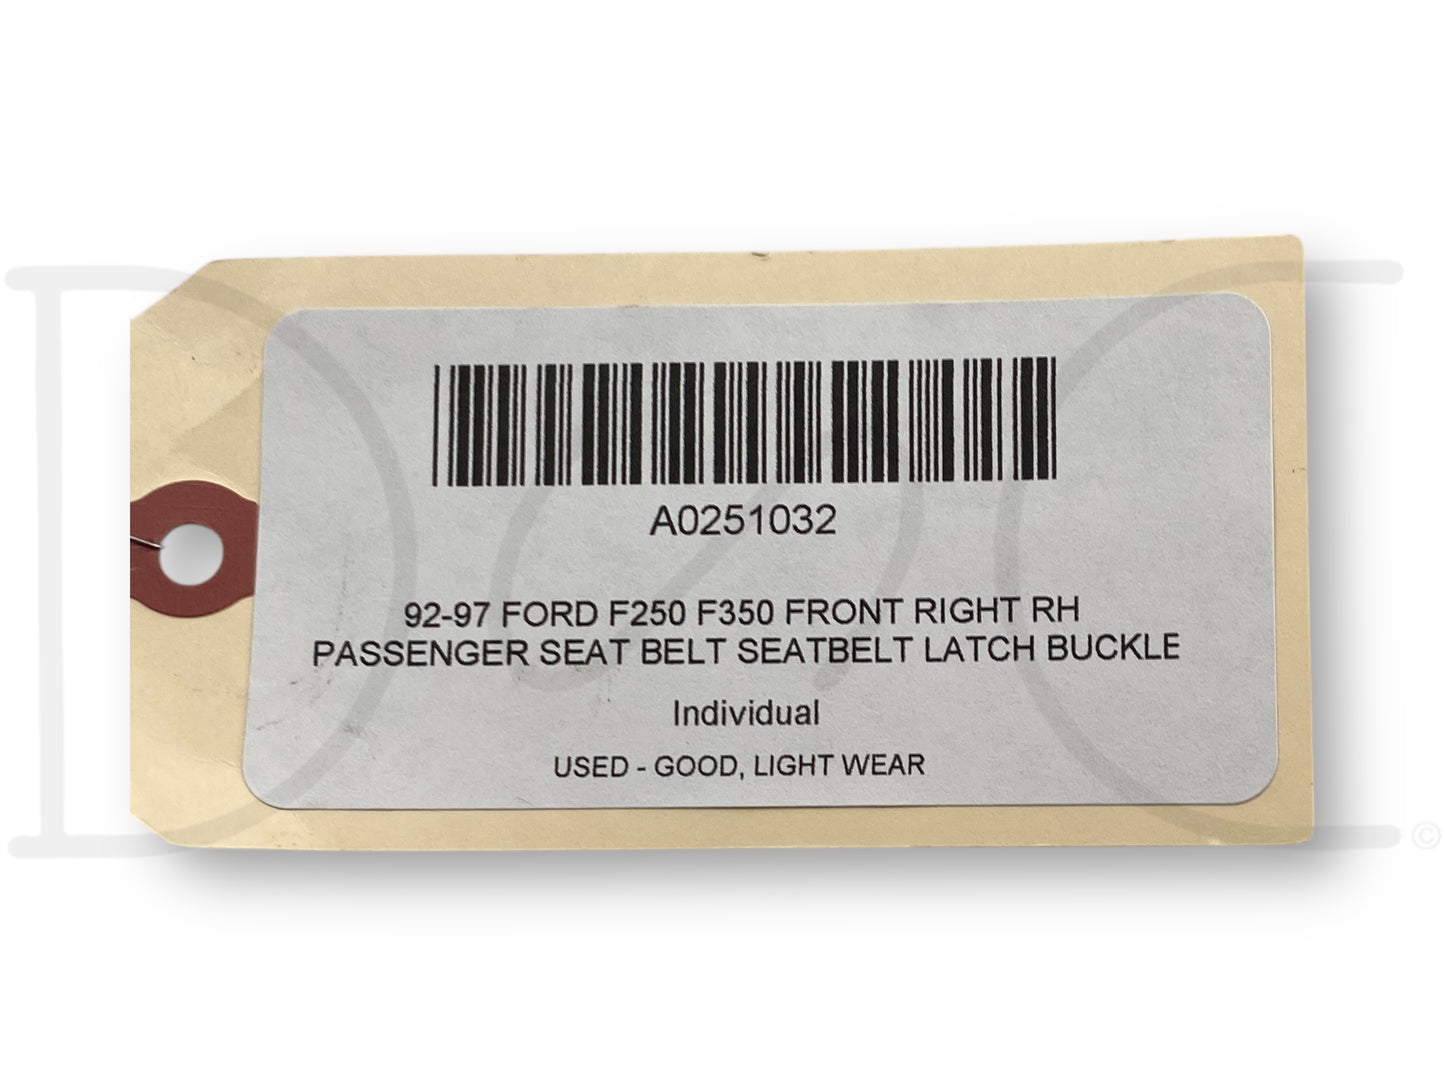 A0251032
92-97 FORD F250 F350 FRONT RIGHT RH
PASSENGER SEAT BELT SEATBELT LATCH BUCKLE
Individual
USED - GOOD, LIGHT WEAR
©